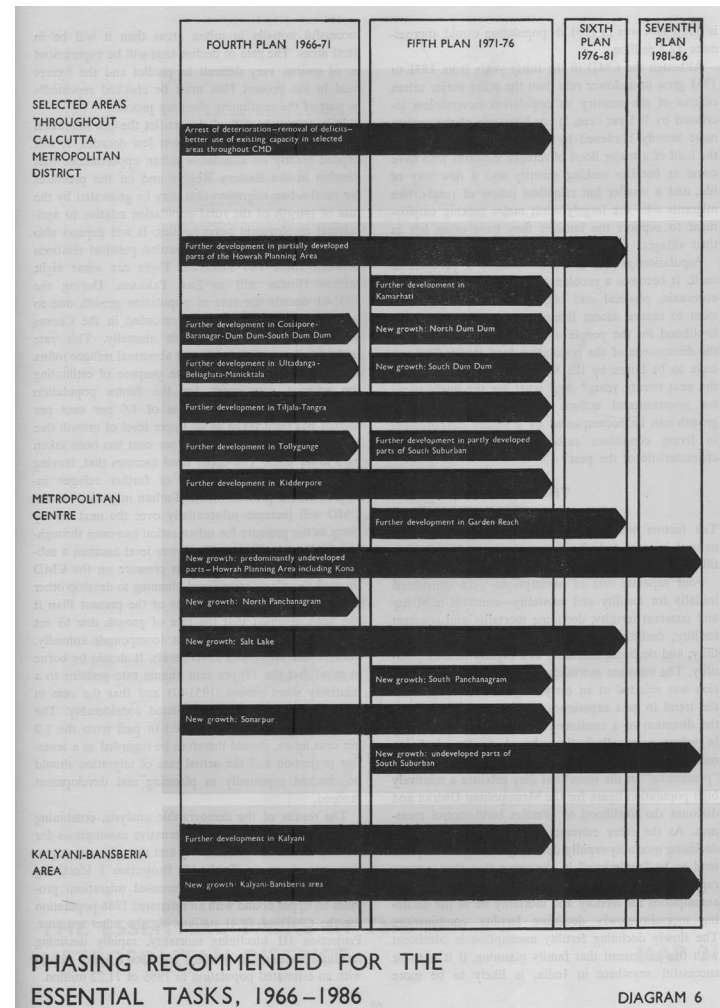 FOURTH PLAN 1966-71
FIFTH PLAN 1971-76
SIXTH
PLAN
1976-81
SEVENTH
PLAN
1981-86
SELECTED AREAS
THROUGHOUT
CALCUTTA
METROPOLITAN
DISTRICT
Arrest of deterioration-removal of deficits-
better use of existing capacity in selected
areas throughout CMD
Further development in partially developed
parts of the Howrah Planning Area
Further development in
Kamarhati
Further development in Cossipore-
Baranagar-Dum Dum-South Dum Dum
New growth: North Dum Dum
Further development in Ultadanga-
Beliaghata-Manicktala
New growth: South Dum Dum
Further development in Tiljala-Tangra
Further development in Tollygunge
Further development in partly developed
parts of South Suburban
Further development in Kidderpore
METROPOLITAN
CENTRE
Further development in Garden Reach
New growth: predominantly undeveloped
parts-Howrah Planning Area including Kona
New growth: North Panchanagram
New growth: Salt Lake
New growth: South Panchanagram
New growth: Sonarpur
New growth: undeveloped parts of
South Suburban
Further development in Kalyani
KALYANI-BANSBERIA
AREA
New growth: Kalyani-Bansberia area
PHASING RECOMMENDED FOR THE
ESSENTIAL TASKS, 1966-1986
DIAGRAM 6